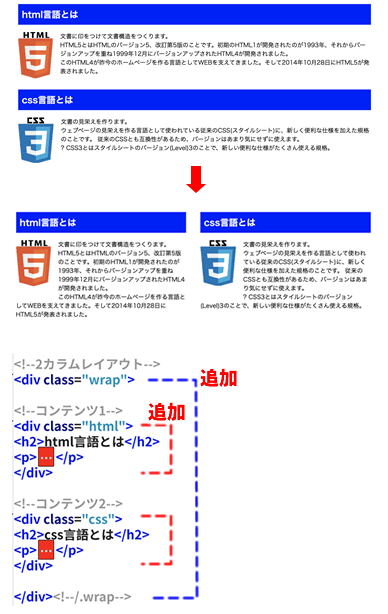 html言語とは
HTML
5
文書に印をつけて文書構造をつくります。
HTML5とはHTMLのバージョン5、改訂第5版のことです。初期のHTML1が開発されたのが1993年、それからバー
ジョンアップを重ね1999年12月にバージョンアップされたHTML4が開発されました。
このHTML4が昨今のホームページを作る言語としてWEBを支えてきました。そして2014年10月28日にHTML5が発
表されました。
css言語とは
CSS
3
文書の見栄えを作ります。
ウェブページの見栄えを作る言語として使われている従来のCSS(スタイルシート)に、新しく便利な仕様を加えた規格
のことです。 従来のCSSとも互換性があるため、バージョンはあまり気にせずに使えます。
? CSS3とはスタイルシートのバージョン(Level)3のことで、新しい便利な仕様がたくさん使える規格。
html言語とは
HTML
5
文書に印をつけて文書構造をつくります。
HTML5とはHTMLのバージョン5、改訂第5版
のことです。初期のHTML1が開発されたのが
1993年、それからバージョンアップを重ね
1999年12月にバージョンアップされたHTML4
が開発されました。
このHTML4が昨今のホームページを作る言語と
してWEBを支えてきました。そして2014年10月28日に
HTML5が発表されました。
css言語とは
CSS
3
文書の見栄えを作ります。
ウェブページの見栄えを作る言語として使わ
れている従来のCSS(スタイルシート)に、新し
く便利な仕様を加えた規格のことです。 従来の
CSSとも互換性があるため、バージョンはあま
り気にせずに使えます。
? CSS3とはスタイルシートのバージョン
(Level)3のことで、新しい便利な仕様がたくさん使える規格。
<!--2カラムレイアウト-->
<div class="wrap">
追加
<!--コンテンツ1-->
追加
<div class="html">
<h2>html言語とは</h2>
<p>…</p>
</div>
<!--コンテンツ2-->
<div class="css">
<h2>css言語とは</h2>
<p>…</p>
</div>
</div><!--/.wrap-->